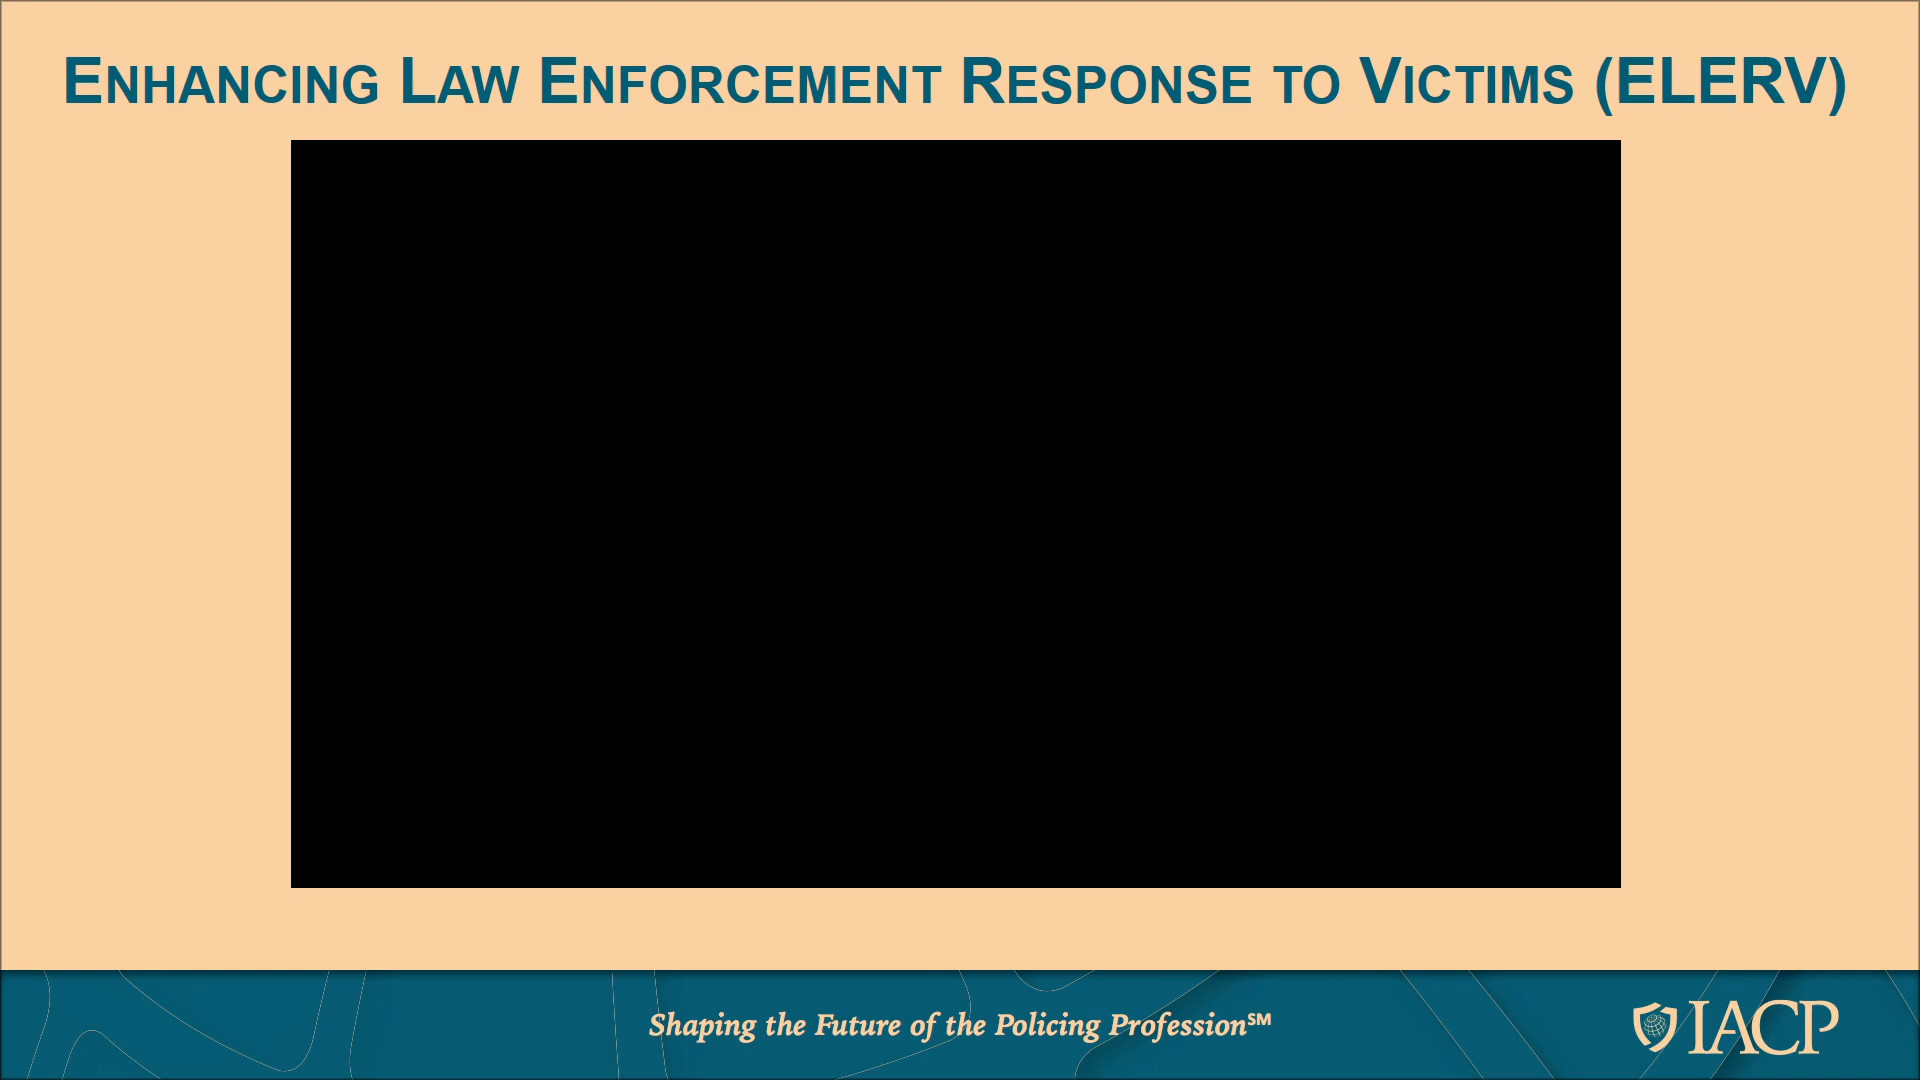 Enhancing Law Enforcement Response to Victims (ELERV)
Shaping the Future of the Policing Profession℠
IACP